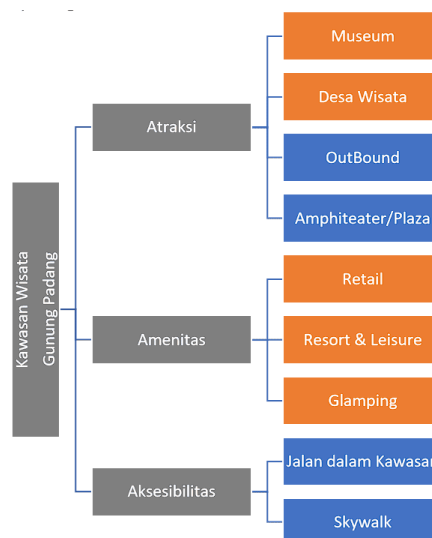 Kawasan Wisata
Gunung Padang
Atraksi
Museum
Desa Wisata
OutBound
Amphiteater/Plaza
Amenitas
Retail
Resort & Leisure
Glamping
Aksesibilitas
Jalan dalam Kawasan
Skywalk